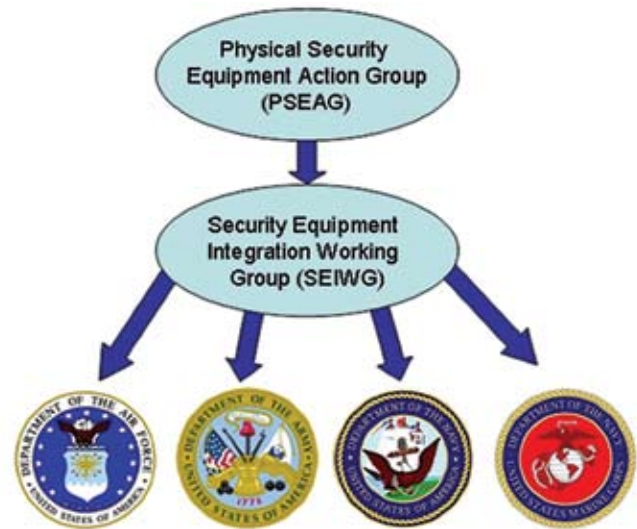 Physical Security
Equipment Action Group
(PSEAG)
Security Equipment
Integration Working
Group (SEIWG)
DEPARTMENT OF THE AIR FORCE
UNITED STATES OF AMERICA
DEPARTMENT OF THE ARMY
UNITED STATES OF AMERICA
1775
DEPARTMENT OF THE NAVY
UNITED STATES OF AMERICA
DEPARTMENT OF THE NAVY
UNITED STATES MARINE CORPS